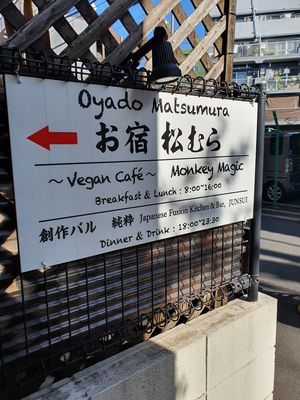 Oyado Matsumura
お宿 松むら
～Vegan Café～ Monkey Magic
Breakfast & Lunch : 8:00~16:00
創作バル 純粋 Japanese Fusion Kitchen & Bar, JUNSUI
Dinner & Drink : 18:00~23:30